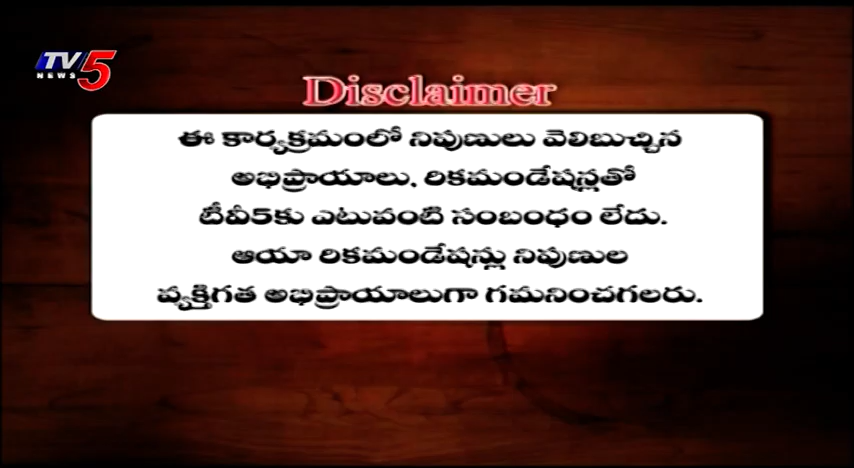 TV5
NEWS
Disclaimer
ఈ కార్యక్రమంలో నిపుణులు వెలిబుచ్చిన
అభిప్రాయాలు, రికమండేషన్లతో
టీవీ5కు ఎటువంటి సంబంధం లేదు.
ఆయా రికమండేషన్లు నిపుణుల
వ్యక్తిగత అభిప్రాయాలుగా గమనించగలరు.